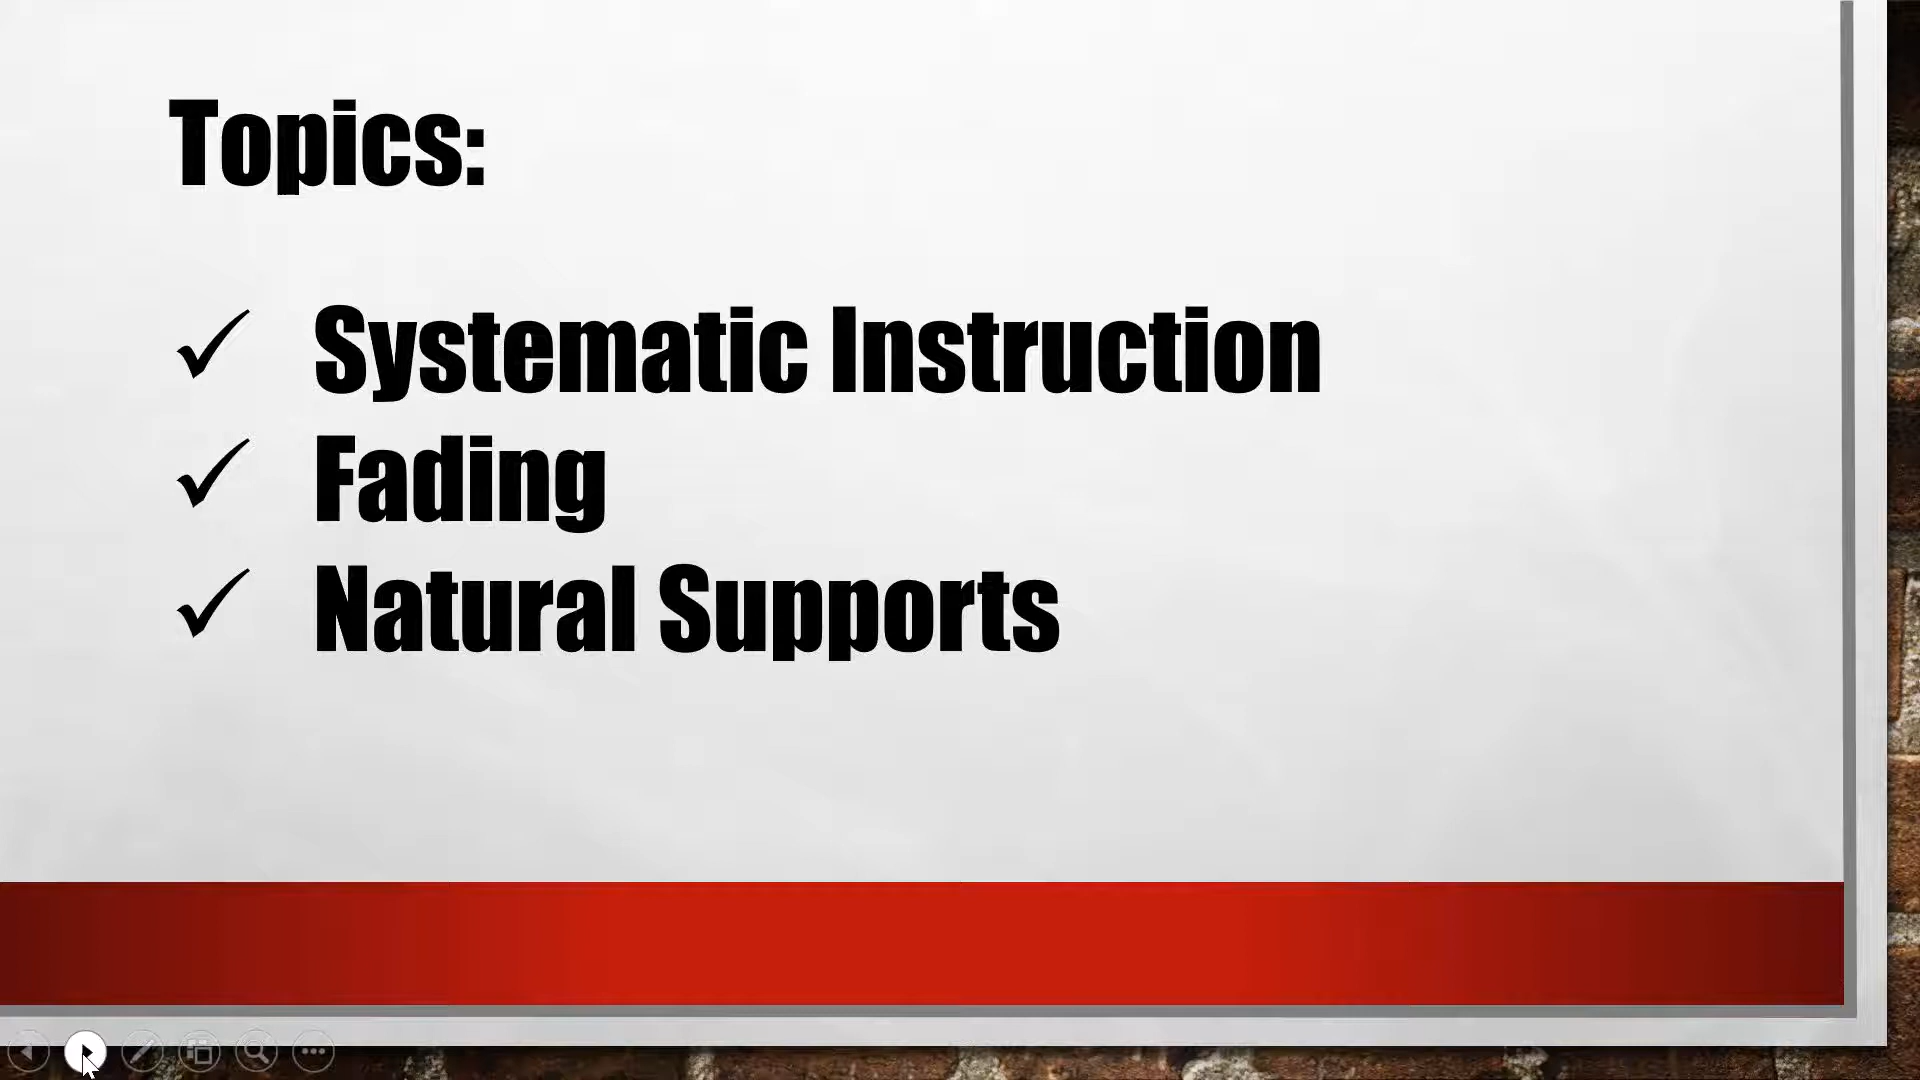 Topics:
✓ Systematic Instruction
✓ Fading
✓ Natural Supports